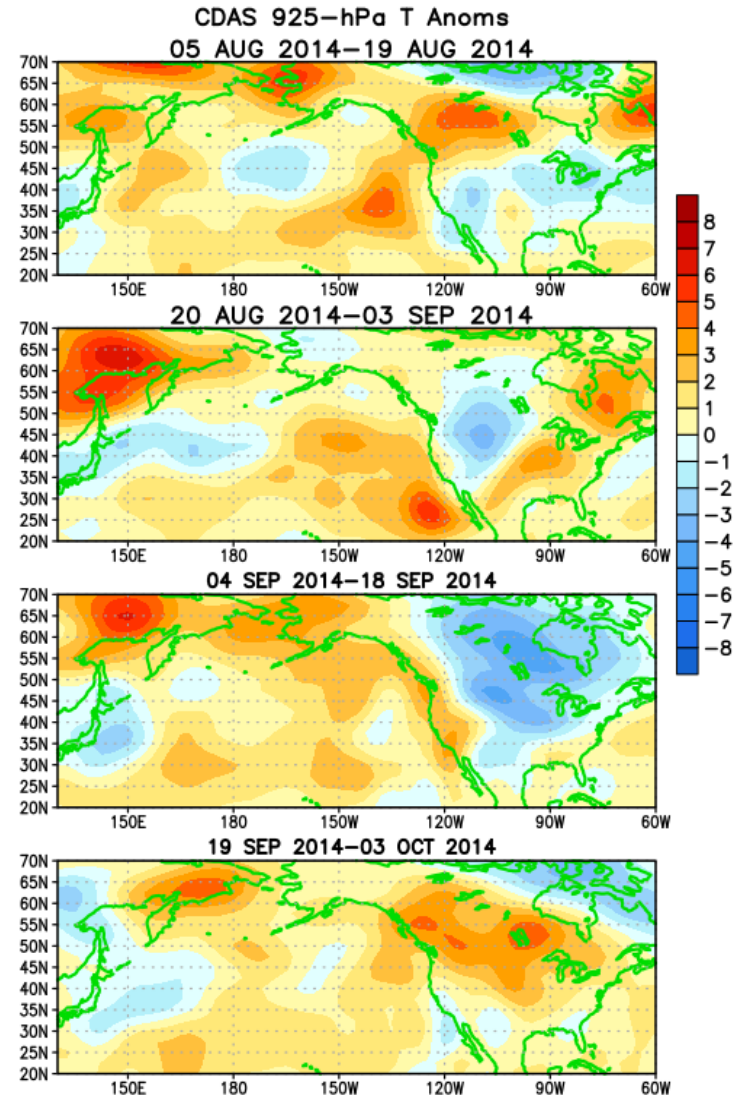 CDAS 925-hPa T Anoms
05 AUG 2014-19 AUG 2014
70N
65N
60N
55N
50N
45N
40N
35N
30N
25N
20N
150E 180 150W 120W 90W 60W
20 AUG 2014-03 SEP 2014
70N
65N
60N
55N
50N
45N
40N
35N
30N
25N
20N
150E 180 150W 120W 90W 60W
04 SEP 2014-18 SEP 2014
70N
65N
60N
55N
50N
45N
40N
35N
30N
25N
20N
150E 180 150W 120W 90W 60W
19 SEP 2014-03 OCT 2014
70N
65N
60N
55N
50N
45N
40N
35N
30N
25N
20N
150E 180 150W 120W 90W 60W
8
7
6
5
4
3
2
1
0
-1
-2
-3
-4
-5
-6
-7
-8